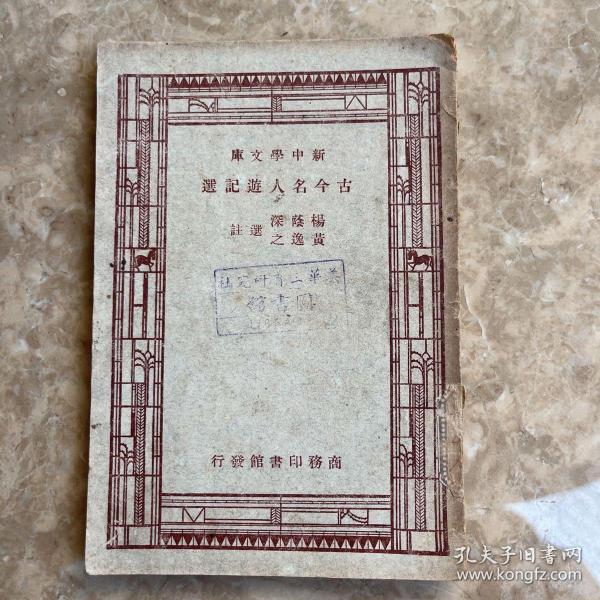 新中學文庫
古今名人遊記選
楊蔭深
黃逸之
選註
圖書館
商務印書館發行
孔夫子旧书网
www.kongfz.com